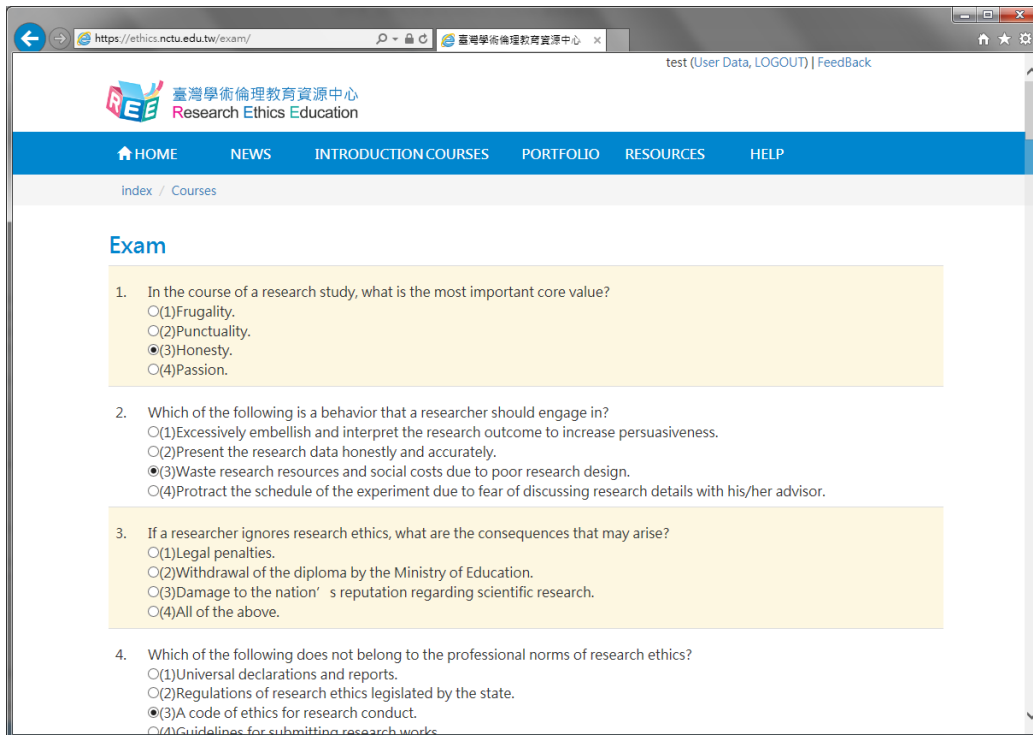 https://ethics.nctu.edu.tw/exam/
臺灣學術倫理教育資源中心 ×
test (User Data, LOGOUT) | FeedBack
REE
臺灣學術倫理教育資源中心
Research Ethics Education
HOME NEWS INTRODUCTION COURSES PORTFOLIO RESOURCES HELP
index / Courses
Exam
1. In the course of a research study, what is the most important core value?
(1)Frugality.
(2)Punctuality.
(3)Honesty.
(4)Passion.
2. Which of the following is a behavior that a researcher should engage in?
(1)Excessively embellish and interpret the research outcome to increase persuasiveness.
(2)Present the research data honestly and accurately.
(3)Waste research resources and social costs due to poor research design.
(4)Protract the schedule of the experiment due to fear of discussing research details with his/her advisor.
3. If a researcher ignores research ethics, what are the consequences that may arise?
(1)Legal penalties.
(2)Withdrawal of the diploma by the Ministry of Education.
(3)Damage to the nation’ s reputation regarding scientific research.
(4)All of the above.
4. Which of the following does not belong to the professional norms of research ethics?
(1)Universal declarations and reports.
(2)Regulations of research ethics legislated by the state.
(3)A code of ethics for research conduct.
(4)Guidelines for submitting research works